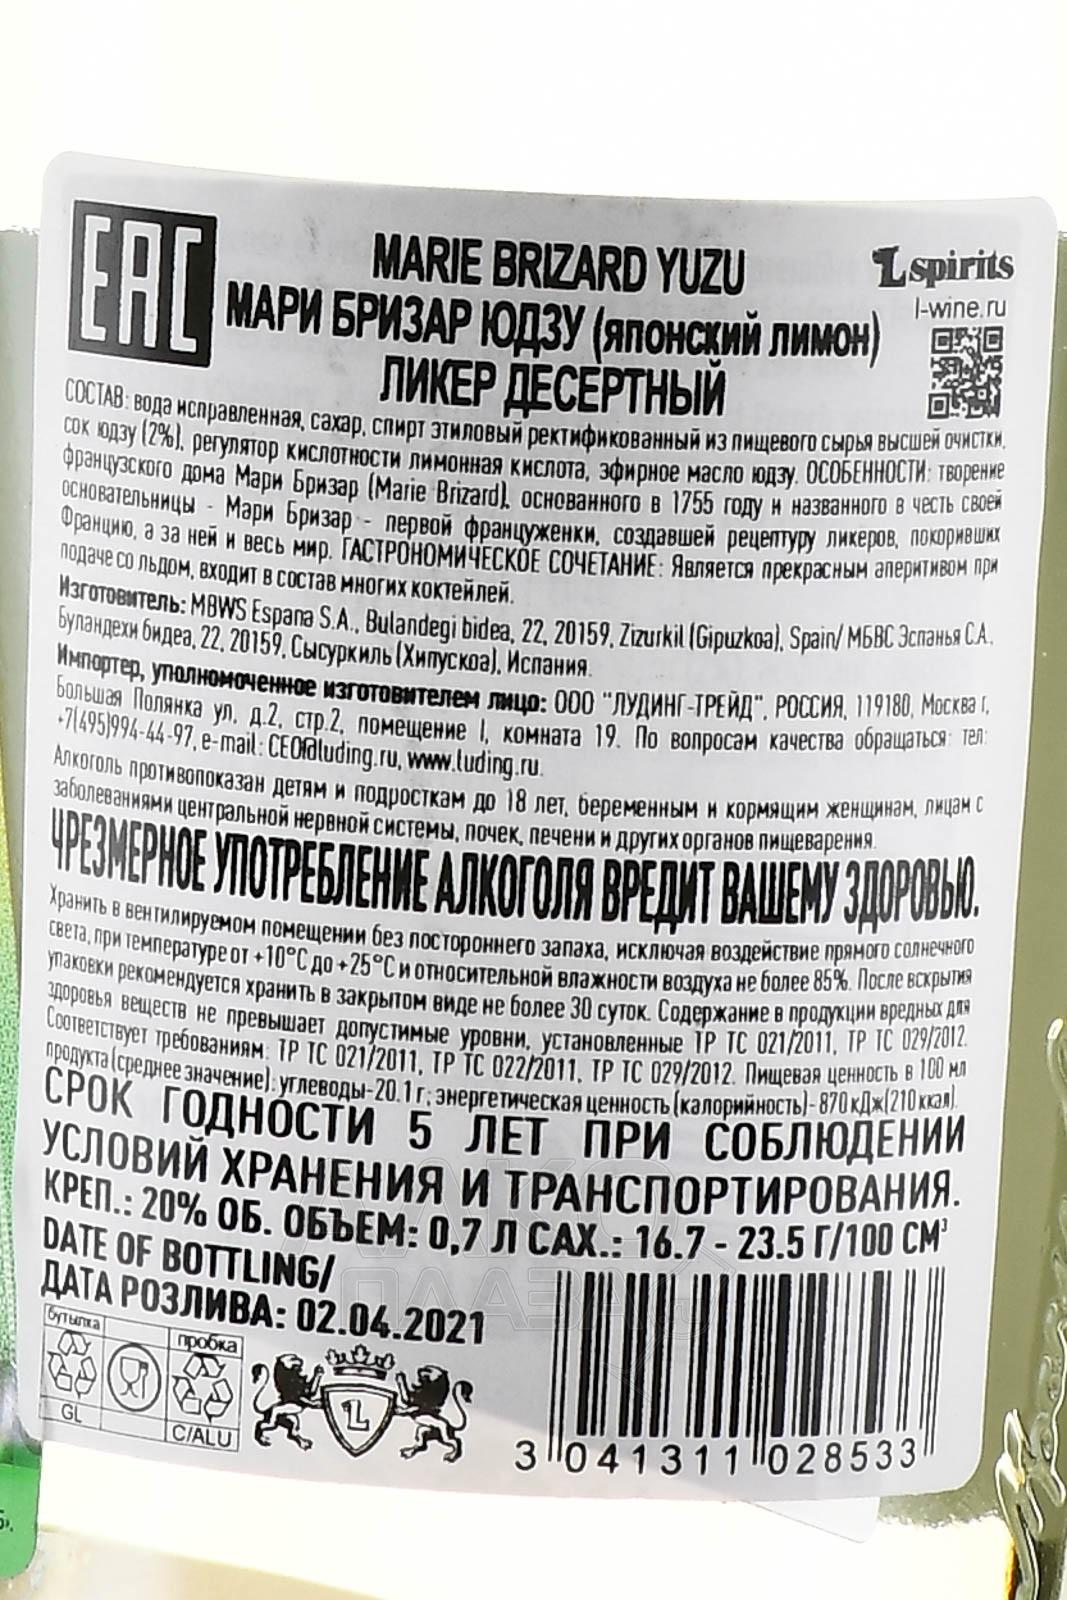 EAC
MARIE BRIZARD YUZU
L spirits
l-wine.ru
МАРИ БРИЗАР ЮДЗУ (японский лимон)
ЛИКЕР ДЕСЕРТНЫЙ
СОСТАВ: вода исправленная, сахар, спирт этиловый ректификованный из пищевого сырья высшей очистки,
сок юдзу (2%), регулятор кислотности лимонная кислота, эфирное масло юдзу. ОСОБЕННОСТИ: творение
французского дома Мари Бризар (Marie Brizard), основанного в 1755 году и названного в честь своей
основательницы - Мари Бризар - первой француженки, создавшей рецептуру ликеров, покоривших
Францию, а за ней и весь мир. ГАСТРОНОМИЧЕСКОЕ СОЧЕТАНИЕ: Является прекрасным аперитивом при
подаче со льдом, входит в состав многих коктейлей.
Изготовитель: MBWS Espana S.A., Bulandegi bidea, 22, 20159, Zizurkil (Gipuzkoa), Spain/ МБВС Эспанья С.А.,
Буландехи бидеа, 22, 20159, Сысуркиль (Хипускоа), Испания.
Импортер, уполномоченное изготовителем лицо: ООО "ЛУДИНГ-ТРЕЙД", РОССИЯ, 119180, Москва г,
Большая Полянка ул, д.2, стр.2, помещение I, комната 19. По вопросам качества обращаться: тел:
+7(495)994-44-97, e-mail: CEO@luding.ru, www.luding.ru.
Алкоголь противопоказан детям и подросткам до 18 лет, беременным и кормящим женщинам, лицам с
заболеваниями центральной нервной системы, почек, печени и других органов пищеварения.
ЧРЕЗМЕРНОЕ УПОТРЕБЛЕНИЕ АЛКОГОЛЯ ВРЕДИТ ВАШЕМУ ЗДОРОВЬЮ.
Хранить в вентилируемом помещении без постороннего запаха, исключая воздействие прямого солнечного
света, при температуре от +10°С до +25°С и относительной влажности воздуха не более 85%. После вскрытия
упаковки рекомендуется хранить в закрытом виде не более 30 суток. Содержание в продукции вредных для
здоровья веществ не превышает допустимые уровни, установленные ТР ТС 021/2011, ТР ТС 029/2012.
Соответствует требованиям: ТР ТС 021/2011, ТР ТС 022/2011, ТР ТС 029/2012. Пищевая ценность в 100 мл
продукта (среднее значение): углеводы-20.1 г; энергетическая ценность (калорийность)- 870 кДж(210 ккал).
СРОК ГОДНОСТИ 5 ЛЕТ ПРИ СОБЛЮДЕНИИ
УСЛОВИЙ ХРАНЕНИЯ И ТРАНСПОРТИРОВАНИЯ.
КРЕП.: 20% ОБ. ОБЪЕМ: 0,7 Л САХ.: 16.7 - 23.5 Г/100 СМ³
DATE OF BOTTLING/
ДАТА РОЗЛИВА: 02.04.2021
бутылка
пробка
GL
C/ALU
L
3 041311 028533
АЛКО
ПЛАЗА